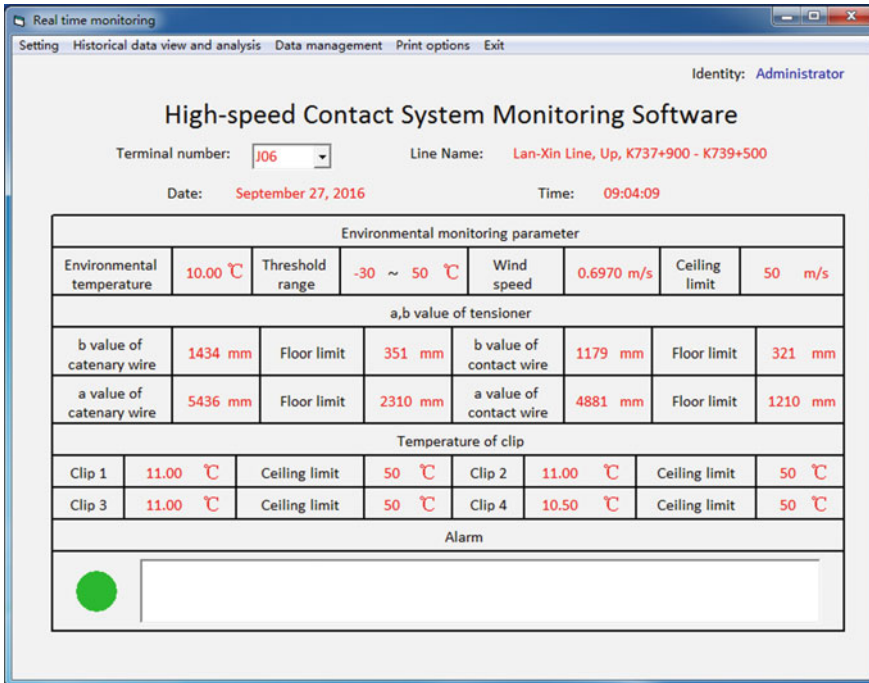 Real time monitoring
Setting Historical data view and analysis Data management Print options Exit
Identity: Administrator
High-speed Contact System Monitoring Software
Terminal number: J06 Line Name: Lan-Xin Line, Up, K737+900 - K739+500
Date: September 27, 2016 Time: 09:04:09
Environmental monitoring parameter
Environmental temperature 10.00 ℃ Threshold range -30 ~ 50 ℃ Wind speed 0.6970 m/s Ceiling limit 50 m/s
a,b value of tensioner
b value of catenary wire 1434 mm Floor limit 351 mm b value of contact wire 1179 mm Floor limit 321 mm
a value of catenary wire 5436 mm Floor limit 2310 mm a value of contact wire 4881 mm Floor limit 1210 mm
Temperature of clip
Clip 1 11.00 ℃ Ceiling limit 50 ℃ Clip 2 11.00 ℃ Ceiling limit 50 ℃
Clip 3 11.00 ℃ Ceiling limit 50 ℃ Clip 4 10.50 ℃ Ceiling limit 50 ℃
Alarm